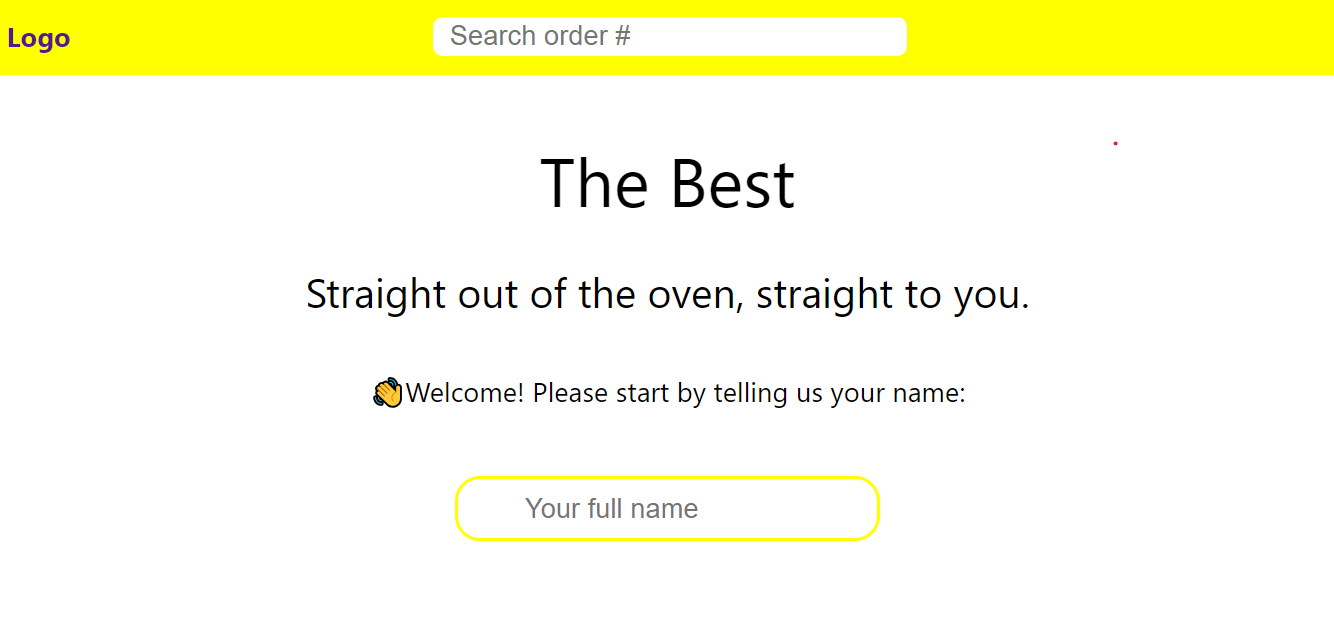 Logo
Search order #
The Best
Straight out of the oven, straight to you.
👋Welcome! Please start by telling us your name:
Your full name